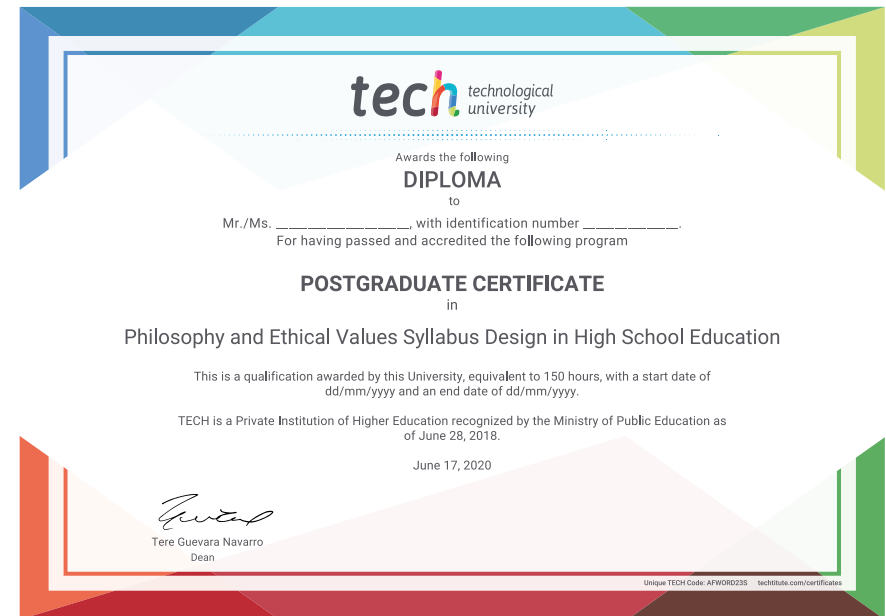 tech technological
university
Awards the following
DIPLOMA
to
Mr./Ms. ____________________, with identification number ______________.
For having passed and accredited the following program
POSTGRADUATE CERTIFICATE
in
Philosophy and Ethical Values Syllabus Design in High School Education
This is a qualification awarded by this University, equivalent to 150 hours, with a start date of
dd/mm/yyyy and an end date of dd/mm/yyyy.
TECH is a Private Institution of Higher Education recognized by the Ministry of Public Education as
of June 28, 2018.
June 17, 2020
Tere Guevara Navarro
Dean
Unique TECH Code: AFWORD23S techtitute.com/certificates